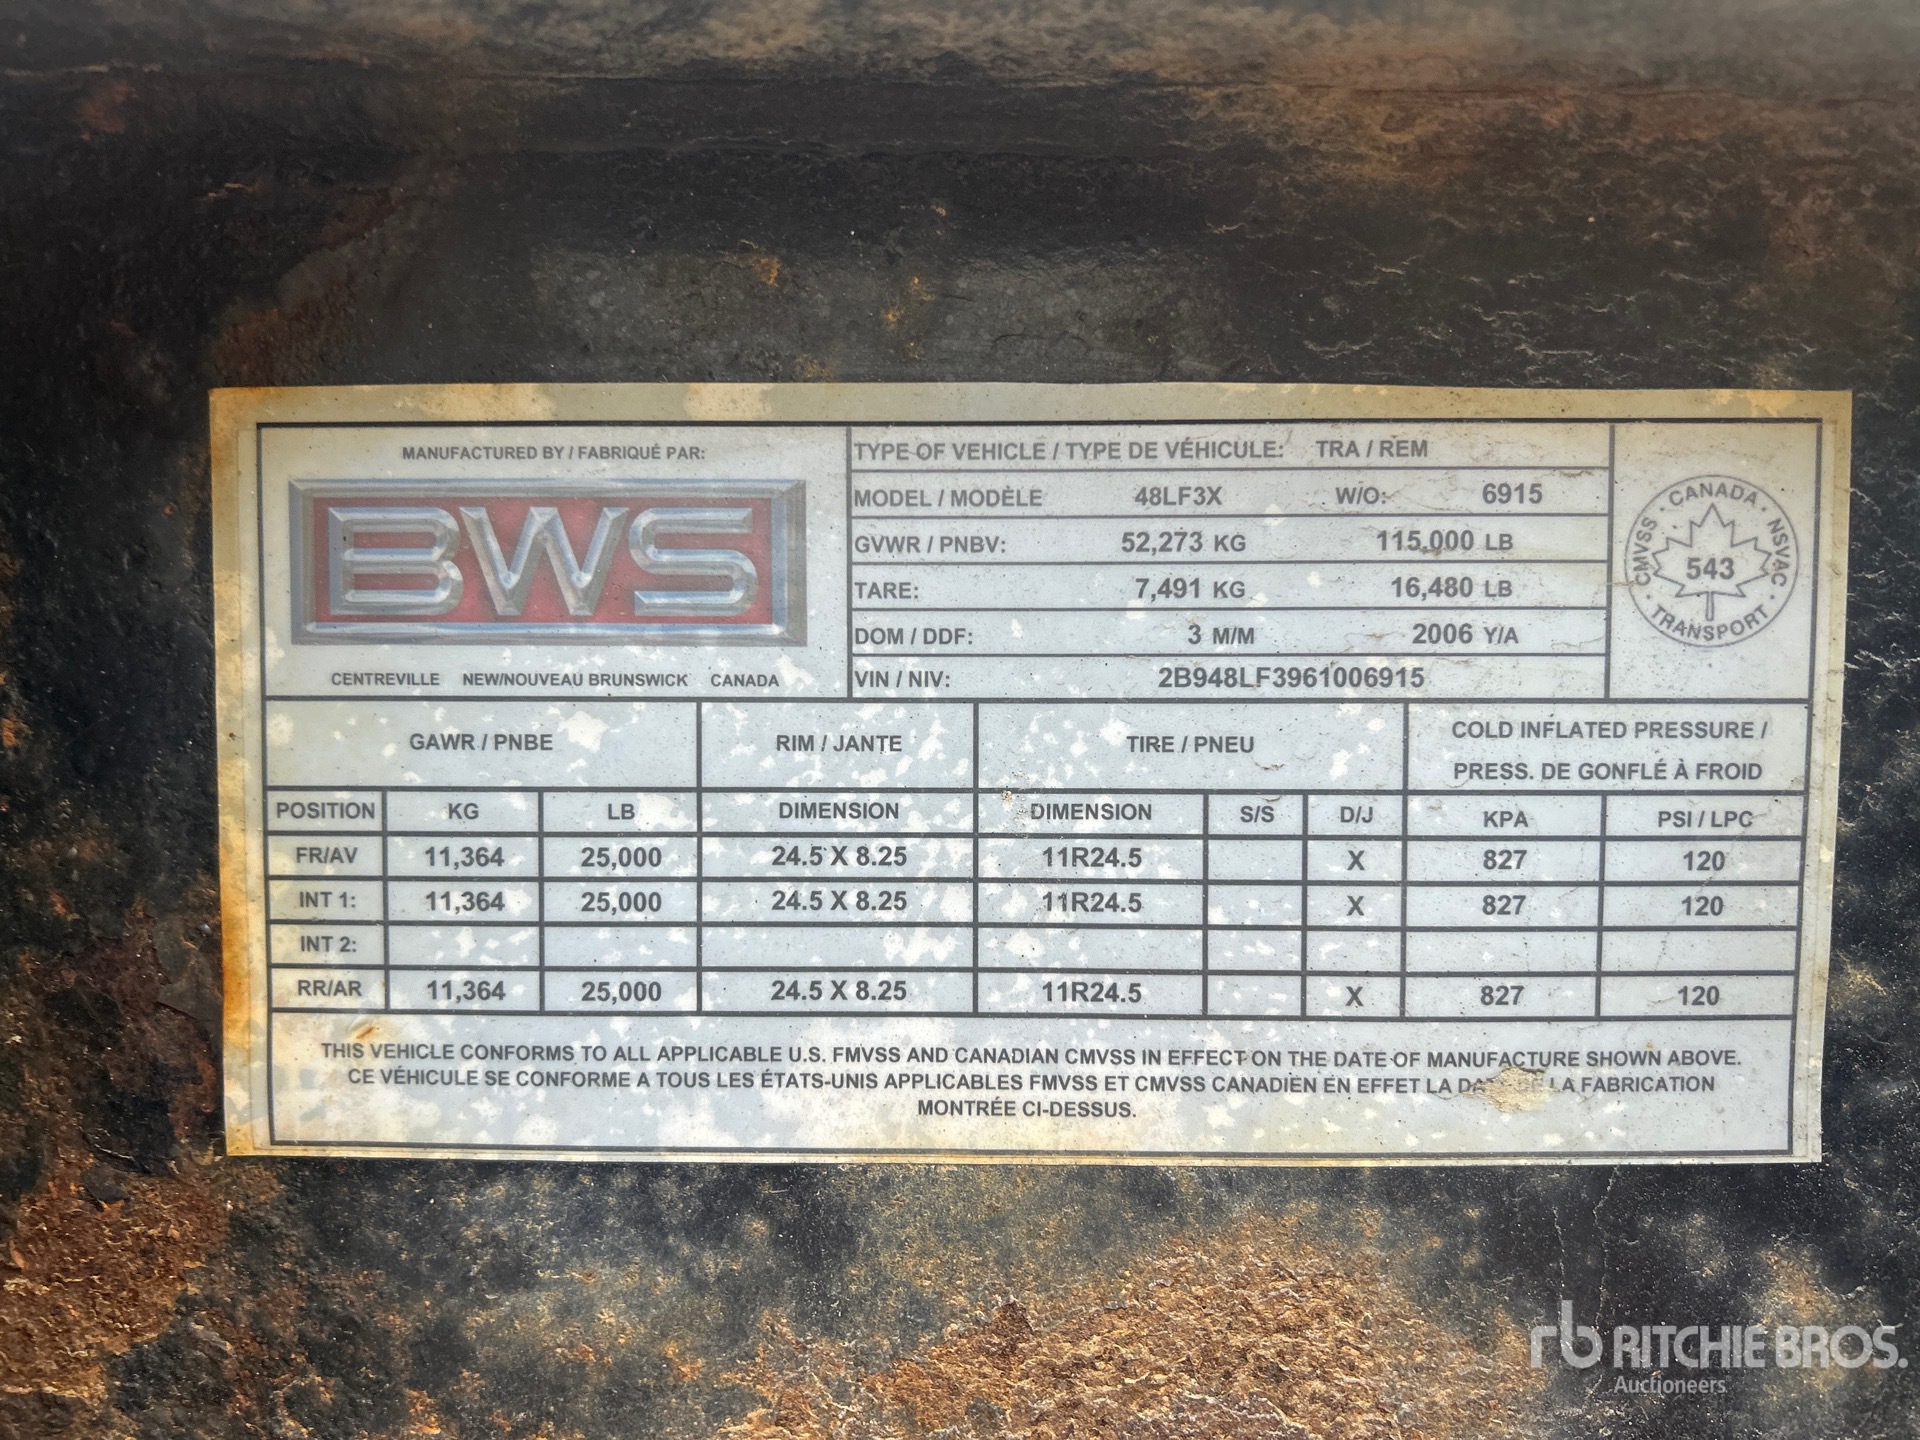 MANUFACTURED BY / FABRIQUÉ PAR:
BWS
CENTREVILLE NEW/NOUVEAU BRUNSWICK CANADA
TYPE OF VEHICLE / TYPE DE VÉHICULE: TRA / REM
MODEL / MODÈLE 48LF3X W/O: 6915
GVWR / PNBV: 52,273 KG 115,000 LB
TARE: 7,491 KG 16,480 LB
DOM / DDF: 3 M/M 2006 Y/A
VIN / NIV: 2B948LF3961006915
CANADA · NSVAC · TRANSPORT · CMVSS ·
543
GAWR / PNBE RIM / JANTE TIRE / PNEU COLD INFLATED PRESSURE /
PRESS. DE GONFLÉ À FROID
POSITION KG LB DIMENSION DIMENSION S/S D/J KPA PSI / LPC
FR/AV 11,364 25,000 24.5 X 8.25 11R24.5 X 827 120
INT 1: 11,364 25,000 24.5 X 8.25 11R24.5 X 827 120
INT 2:
RR/AR 11,364 25,000 24.5 X 8.25 11R24.5 X 827 120
THIS VEHICLE CONFORMS TO ALL APPLICABLE U.S. FMVSS AND CANADIAN CMVSS IN EFFECT ON THE DATE OF MANUFACTURE SHOWN ABOVE.
CE VÉHICULE SE CONFORME A TOUS LES ÉTATS-UNIS APPLICABLES FMVSS ET CMVSS CANADIEN EN EFFET LA LA FABRICATION
MONTRÉE CI-DESSUS.
rb RITCHIE BROS.
Auctioneers